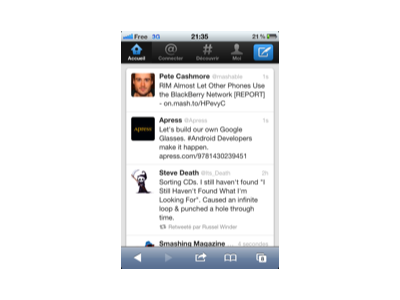 Free 3G 21:35 21 %
Accueil Connecter Découvrir Moi
Pete Cashmore @mashable 1s
RIM Almost Let Other Phones Use
the BlackBerry Network [REPORT]
- on.mash.to/HPevyC
apress
Apress @Apress 1s
Let's build our own Google
Glasses. #Android Developers
make it happen.
apress.com/9781430239451
Steve Death @its_Death 2h
Sorting CDs. I still haven't found "I
Still Haven't Found What I'm
Looking For". Caused an infinite
loop & punched a hole through
time.
Retweeté par Russel Winder
Smashing Magazine 4 secondes